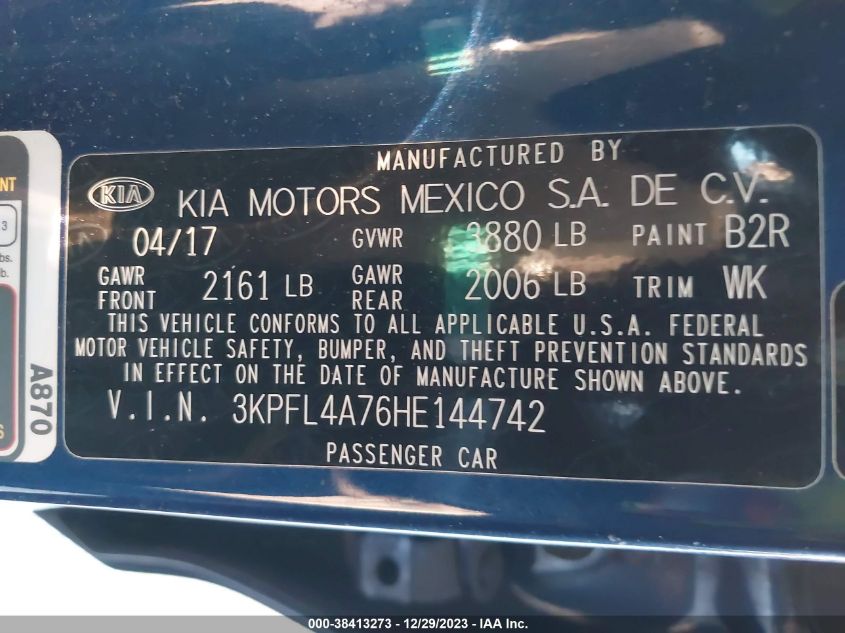 MANUFACTURED BY
KIA KIA MOTORS MEXICO S.A. DE C.V.
04/17 GVWR 3880 LB PAINT B2R
GAWR FRONT 2161 LB GAWR REAR 2006 LB TRIM WK
THIS VEHICLE CONFORMS TO ALL APPLICABLE U.S.A. FEDERAL
MOTOR VEHICLE SAFETY, BUMPER, AND THEFT PREVENTION STANDARDS
IN EFFECT ON THE DATE OF MANUFACTURE SHOWN ABOVE.
V.I.N. 3KPFL4A76HE144742
PASSENGER CAR
NT
3
lbs.
b.
A870
S
000-38413273 - 12/29/2023 - IAA Inc.